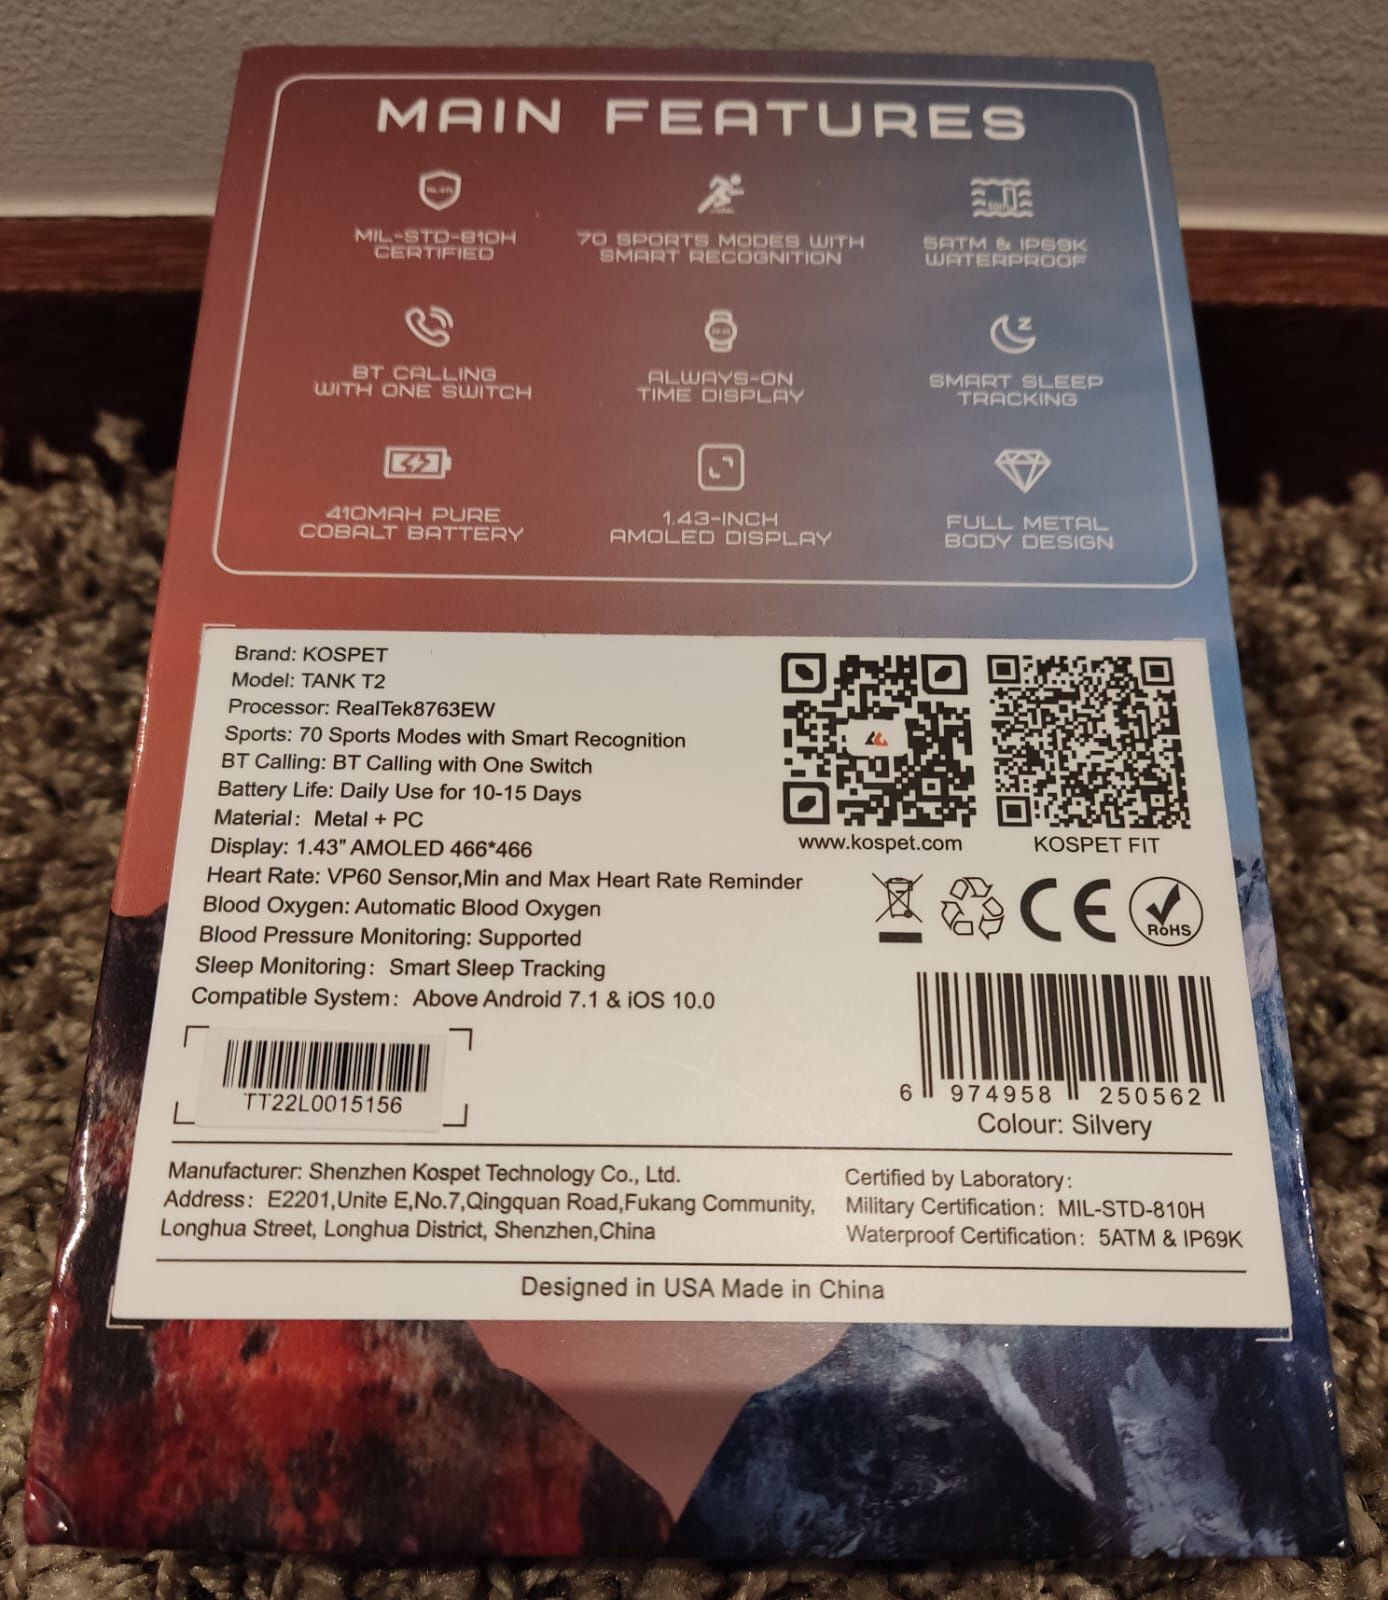 MAIN FEATURES
MIL-STD-810H
CERTIFIED
70 SPORTS MODES WITH
SMART RECOGNITION
5ATM & IP69K
WATERPROOF
BT CALLING
WITH ONE SWITCH
ALWAYS-ON
TIME DISPLAY
SMART SLEEP
TRACKING
410MAH PURE
COBALT BATTERY
1.43-INCH
AMOLED DISPLAY
FULL METAL
BODY DESIGN
Brand: KOSPET
Model: TANK T2
Processor: RealTek8763EW
Sports: 70 Sports Modes with Smart Recognition
BT Calling: BT Calling with One Switch
Battery Life: Daily Use for 10-15 Days
Material: Metal + PC
Display: 1.43" AMOLED 466*466
Heart Rate: VP60 Sensor,Min and Max Heart Rate Reminder
Blood Oxygen: Automatic Blood Oxygen
Blood Pressure Monitoring: Supported
Sleep Monitoring: Smart Sleep Tracking
Compatible System: Above Android 7.1 & iOS 10.0
www.kospet.com
KOSPET FIT
CE
RoHS
TT22L0015156
6 974958 250562
Colour: Silvery
Manufacturer: Shenzhen Kospet Technology Co., Ltd.
Address: E2201,Unite E,No.7,Qingquan Road,Fukang Community,
Longhua Street, Longhua District, Shenzhen,China
Certified by Laboratory:
Military Certification: MIL-STD-810H
Waterproof Certification: 5ATM & IP69K
Designed in USA Made in China